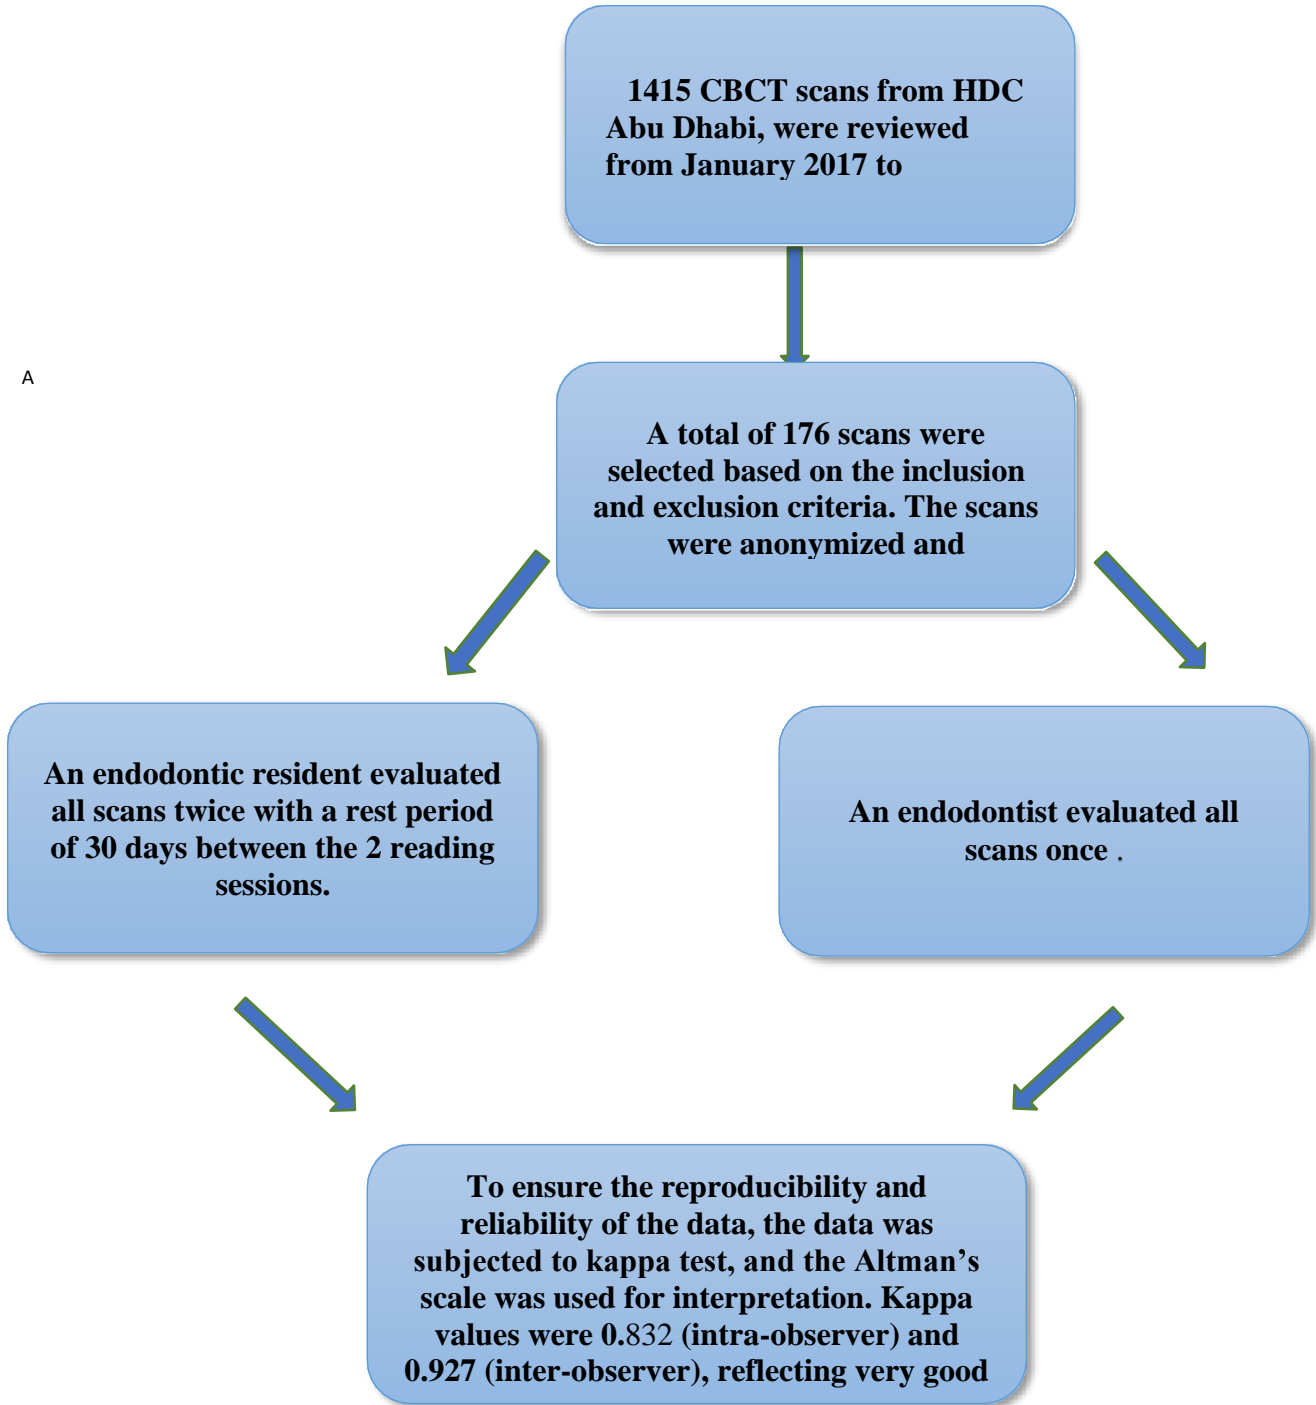 1415 CBCT scans from HDC
Abu Dhabi, were reviewed
from January 2017 to
A
A total of 176 scans were
selected based on the inclusion
and exclusion criteria. The scans
were anonymized and
An endodontic resident evaluated
all scans twice with a rest period
of 30 days between the 2 reading
sessions.
An endodontist evaluated all
scans once .
To ensure the reproducibility and
reliability of the data, the data was
subjected to kappa test, and the Altman’s
scale was used for interpretation. Kappa
values were 0.832 (intra-observer) and
0.927 (inter-observer), reflecting very good